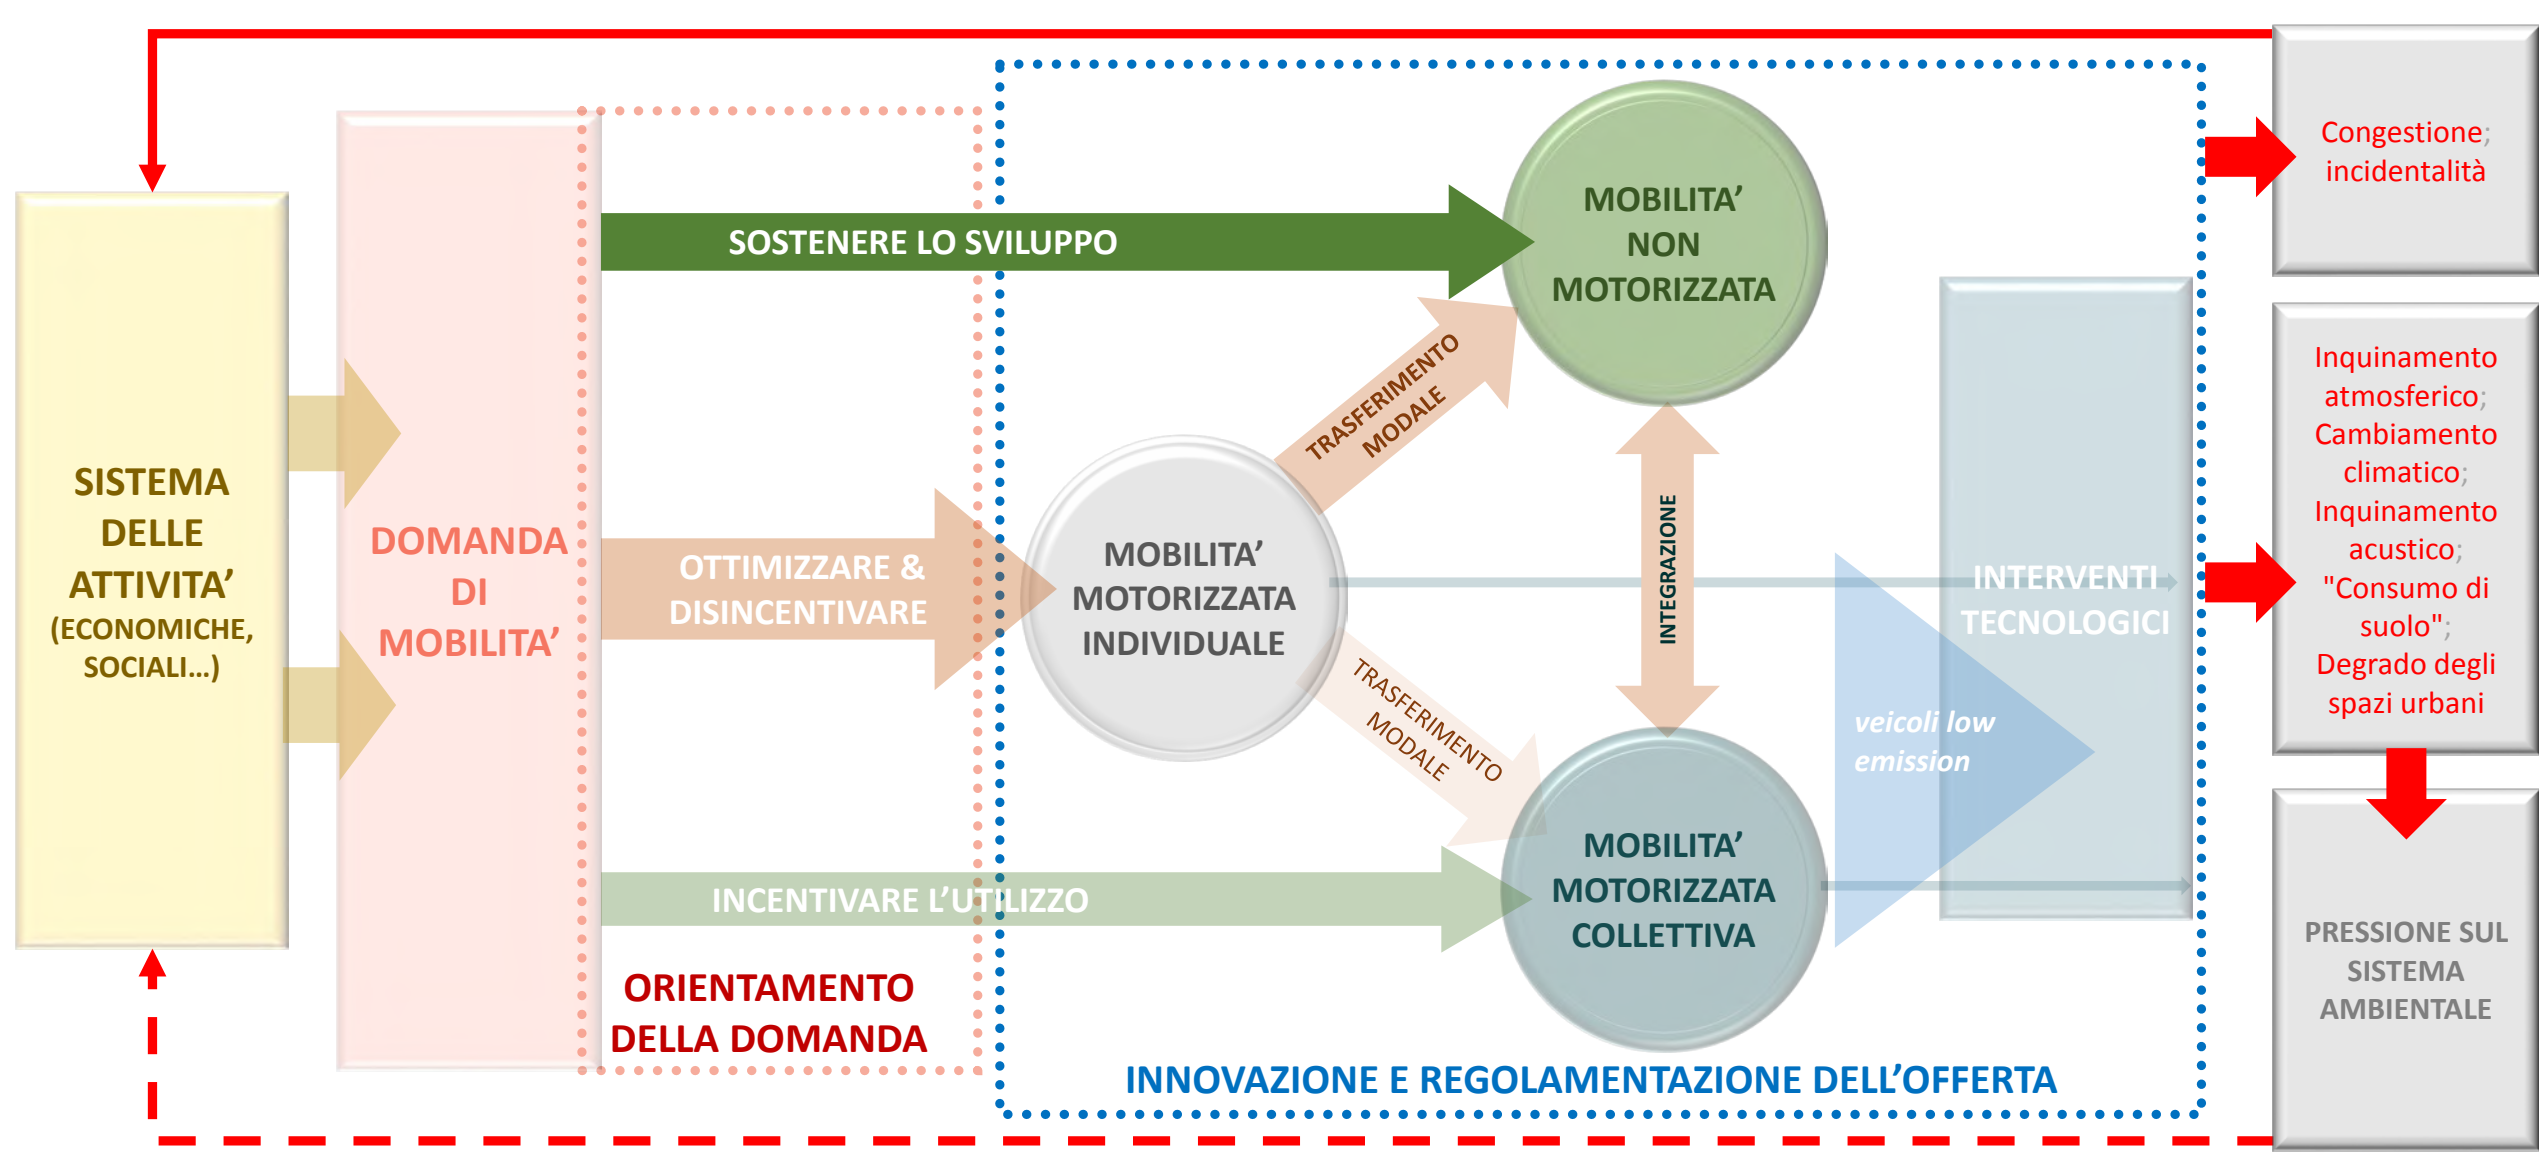 SISTEMA
DELLE
ATTIVITA’
(ECONOMICHE,
SOCIALI…)
DOMANDA
DI
MOBILITA’
SOSTENERE LO SVILUPPO
OTTIMIZZARE &
DISINCENTIVARE
INCENTIVARE L’UTILIZZO
ORIENTAMENTO
DELLA DOMANDA
MOBILITA’
MOTORIZZATA
INDIVIDUALE
TRASFERIMENTO
MODALE
TRASFERIMENTO
MODALE
MOBILITA’
NON
MOTORIZZATA
INTEGRAZIONE
MOBILITA’
MOTORIZZATA
COLLETTIVA
veicoli low
emission
INTERVENTI
TECNOLOGICI
INNOVAZIONE E REGOLAMENTAZIONE DELL’OFFERTA
Congestione;
incidentalità
Inquinamento
atmosferico;
Cambiamento
climatico;
Inquinamento
acustico;
"Consumo di
suolo";
Degrado degli
spazi urbani
PRESSIONE SUL
SISTEMA
AMBIENTALE